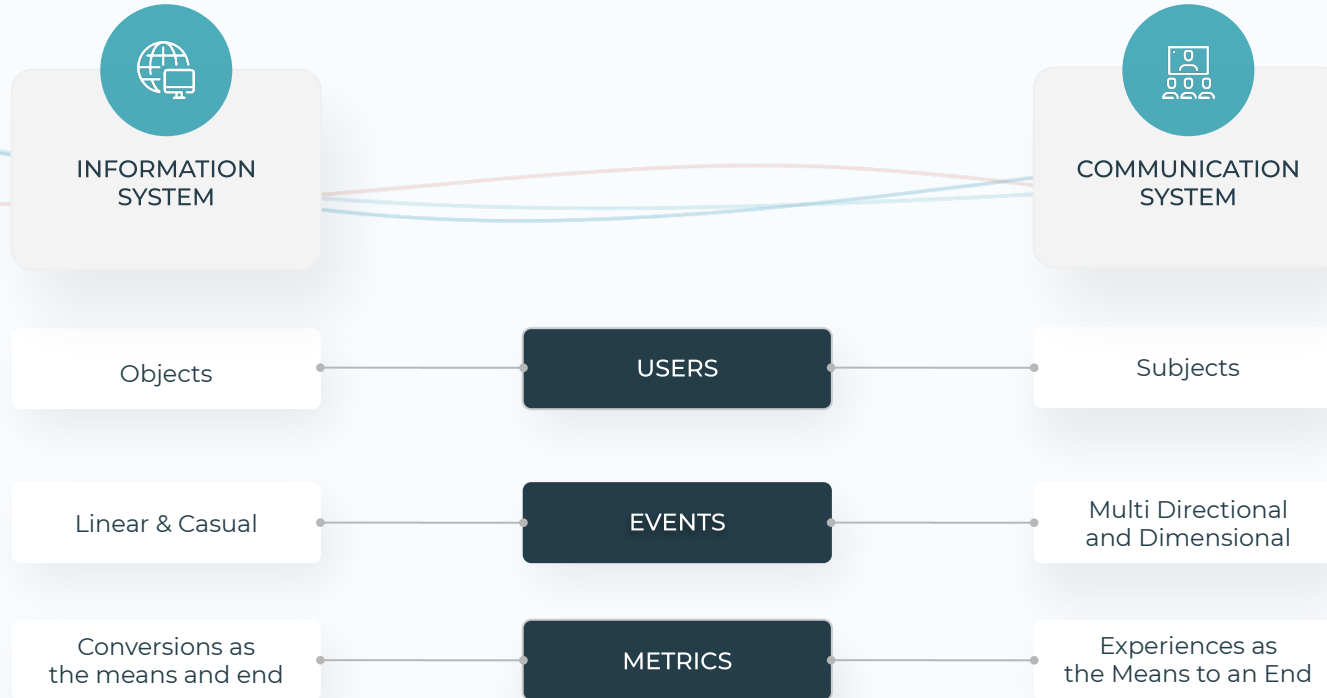 INFORMATION
SYSTEM
COMMUNICATION
SYSTEM
Objects
USERS
Subjects
Linear & Casual
EVENTS
Multi Directional
and Dimensional
Conversions as
the means and end
METRICS
Experiences as
the Means to an End